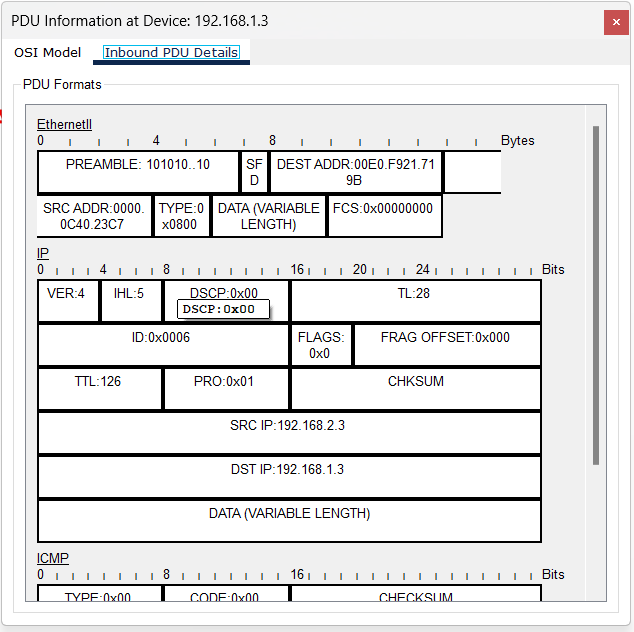 PDU Information at Device: 192.168.1.3
×
OSI Model
Inbound PDU Details
PDU Formats
EthernetII
0 4 8 Bytes
PREAMBLE: 101010..10
SF
D
DEST ADDR:00E0.F921.71
9B
SRC ADDR:0000.
0C40.23C7
TYPE:0
x0800
DATA (VARIABLE
LENGTH)
FCS:0x00000000
IP
0 4 8 16 20 24 Bits
VER:4
IHL:5
DSCP:0x00
DSCP:0x00
TL:28
ID:0x0006
FLAGS:
0x0
FRAG OFFSET:0x000
TTL:126
PRO:0x01
CHKSUM
SRC IP:192.168.2.3
DST IP:192.168.1.3
DATA (VARIABLE LENGTH)
ICMP
0 8 16 Bits
TYPE:0x00
CODE:0x00
CHECKSUM